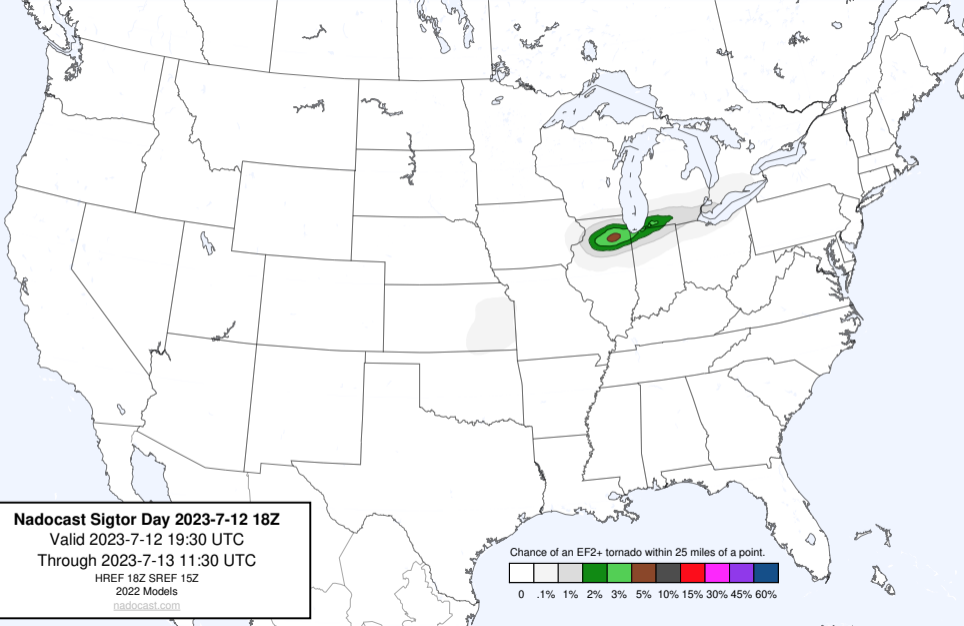 Nadocast Sigtor Day 2023-7-12 18Z
Valid 2023-7-12 19:30 UTC
Through 2023-7-13 11:30 UTC
HREF 18Z SREF 15Z
2022 Models
nadocast.com
Chance of an EF2+ tornado within 25 miles of a point.
0 .1% 1% 2% 3% 5% 10% 15% 30% 45% 60%